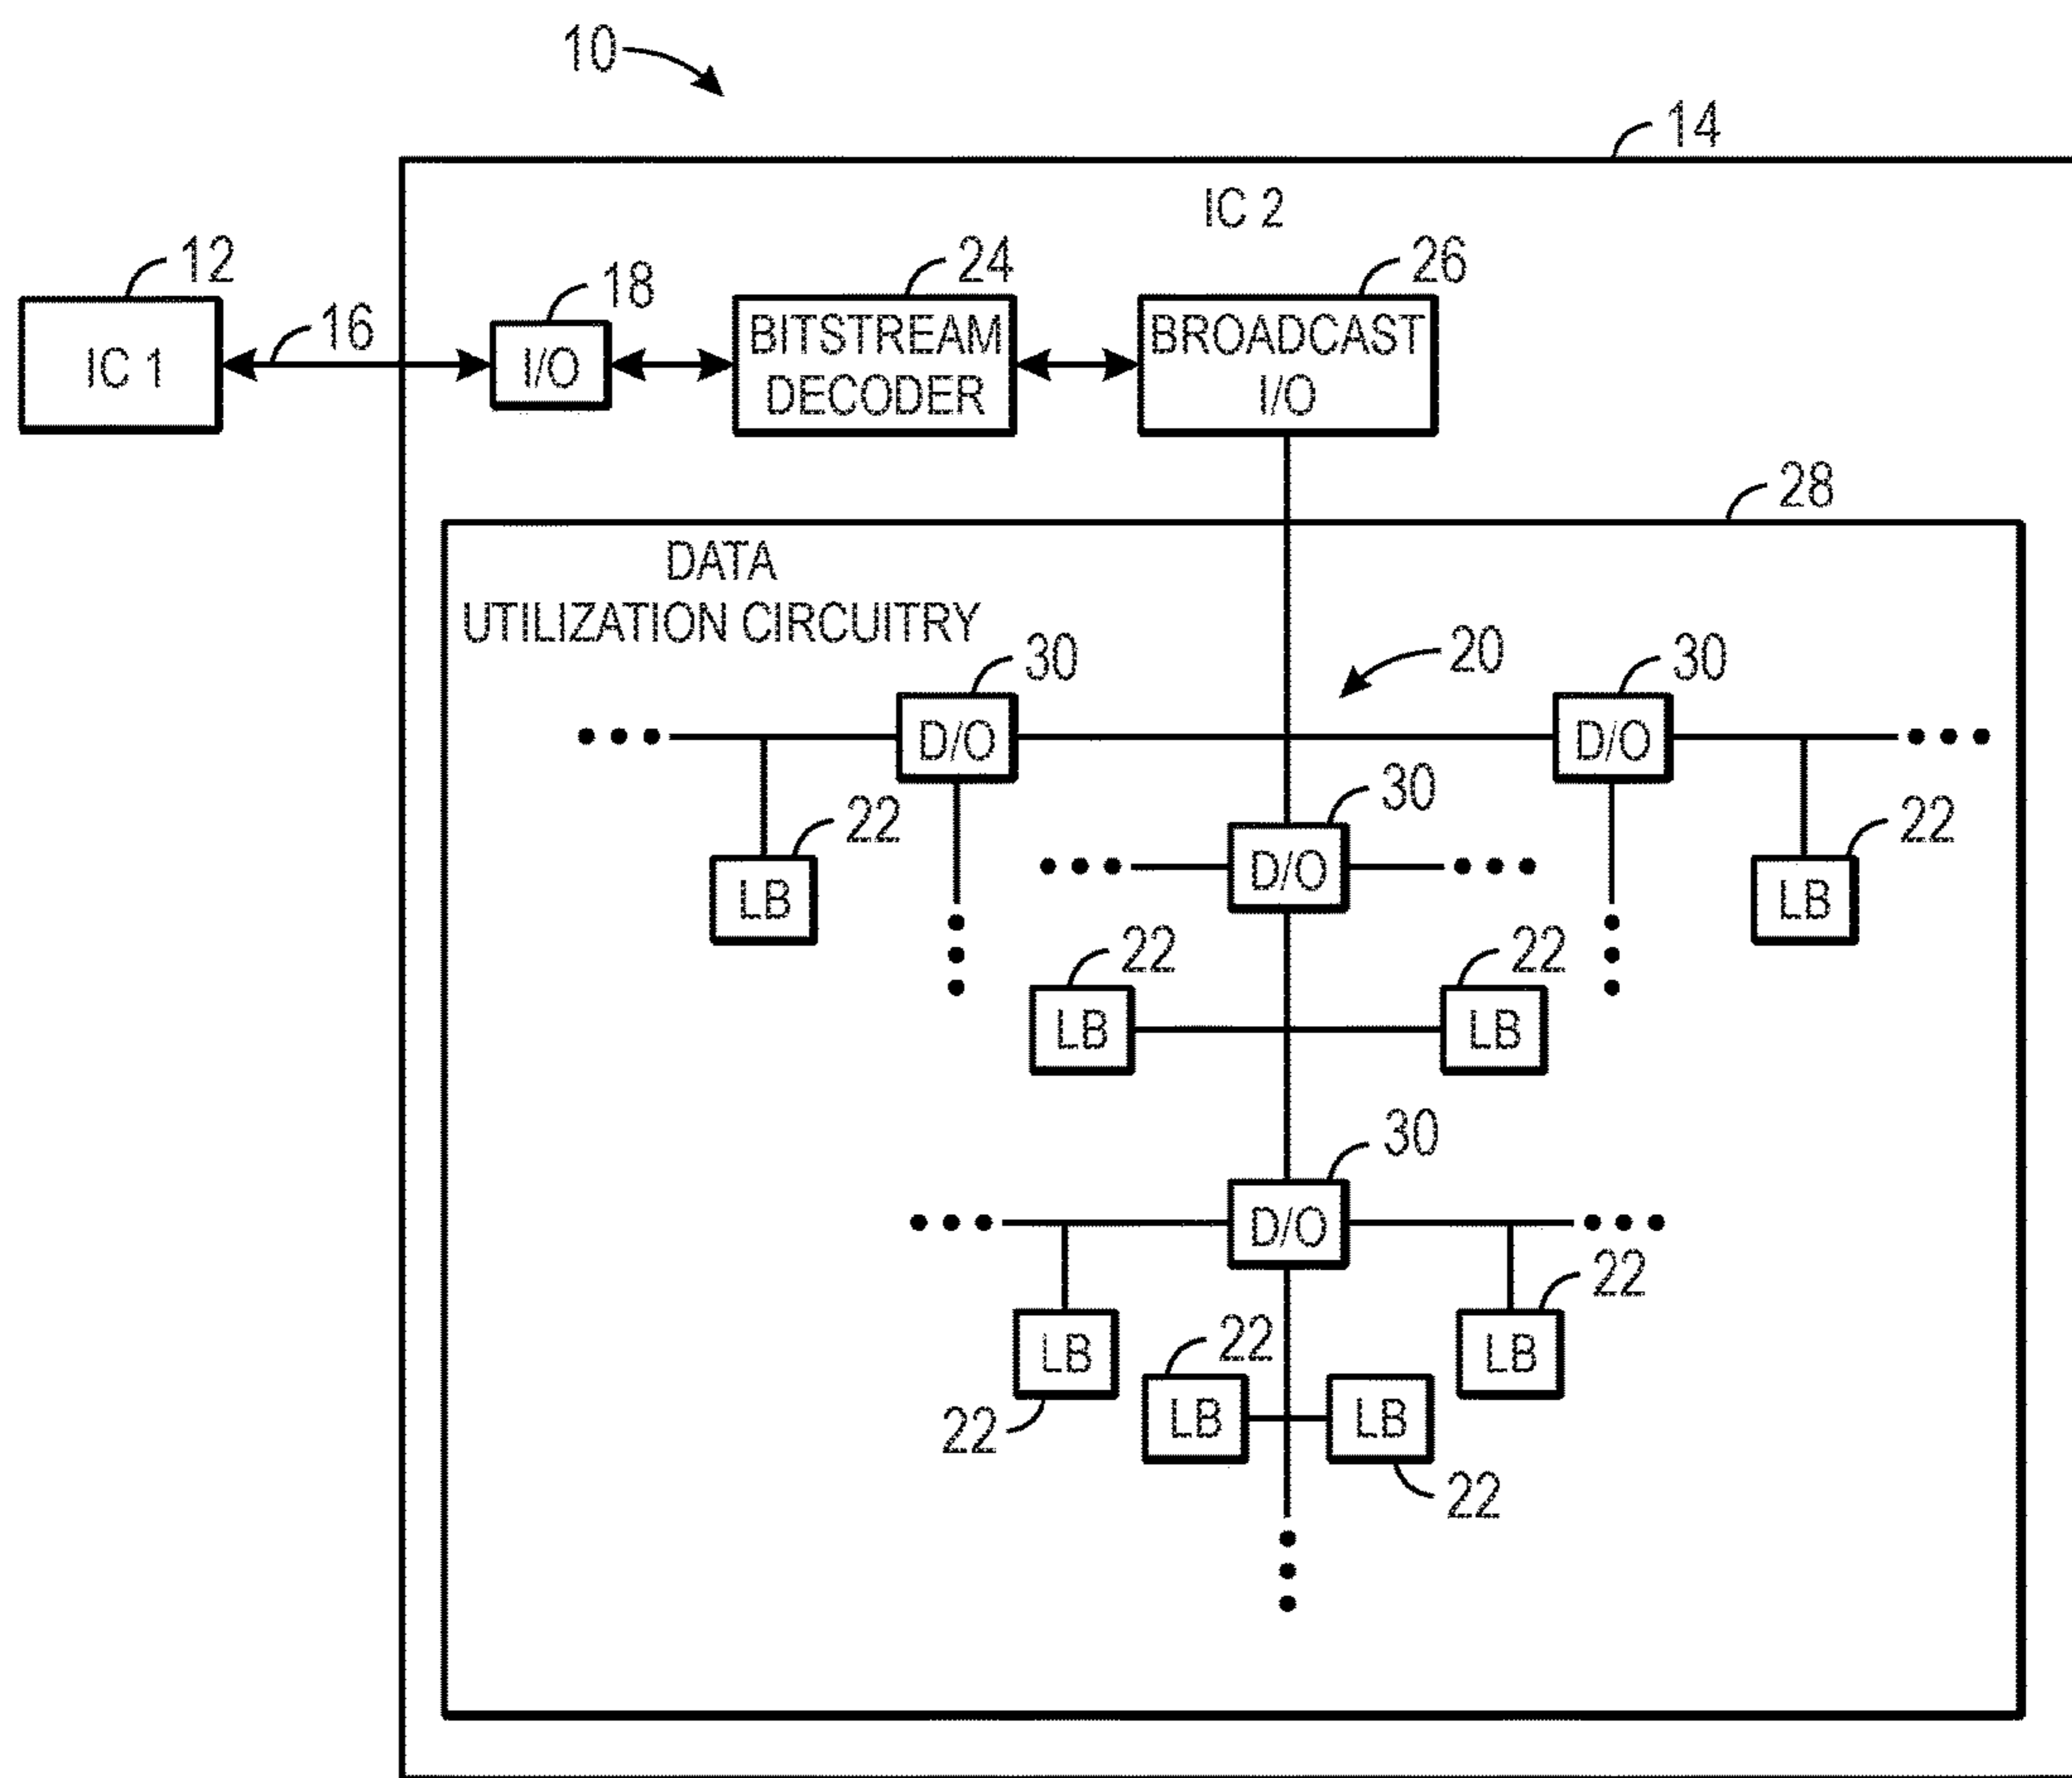 10
14
IC 2
12
16
18
24
26
IC 1
I/O
BITSTREAM
DECODER
BROADCAST
I/O
28
DATA
UTILIZATION CIRCUITRY
30
20
30
D/O
D/O
30
22
22
D/O
LB
LB
22
22
LB
LB
30
D/O
22
LB
22
LB
22
LB
LB
22
22